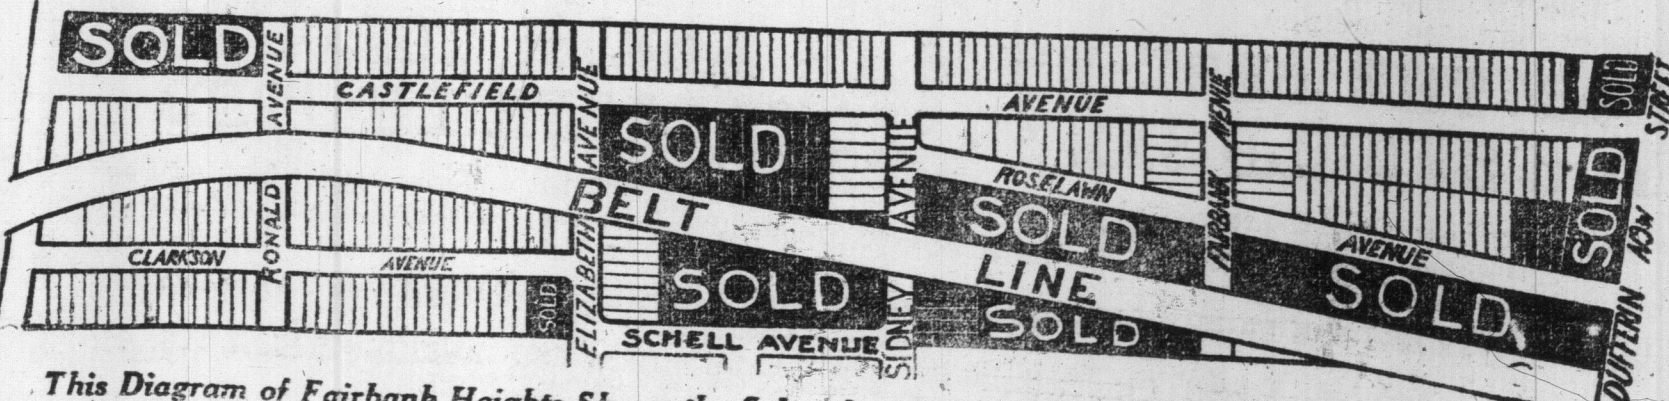 SOLD
AVENUE
CASTLEFIELD
AVENUE
AVENUE
AVENUE
SOLD
STREET
SOLD
AVENUE
ROSELAWN
SOLD
FAIRBANK
AVENUE
SOLD
NOW
BELT
LINE
RONALD
CLARKSON
AVENUE
SOLD
ELIZABETH
SOLD
SCHELL AVENUE
SIDNEY
SOLD
SOLD
DUFFERIN
This Diagram of Fairbank Heights